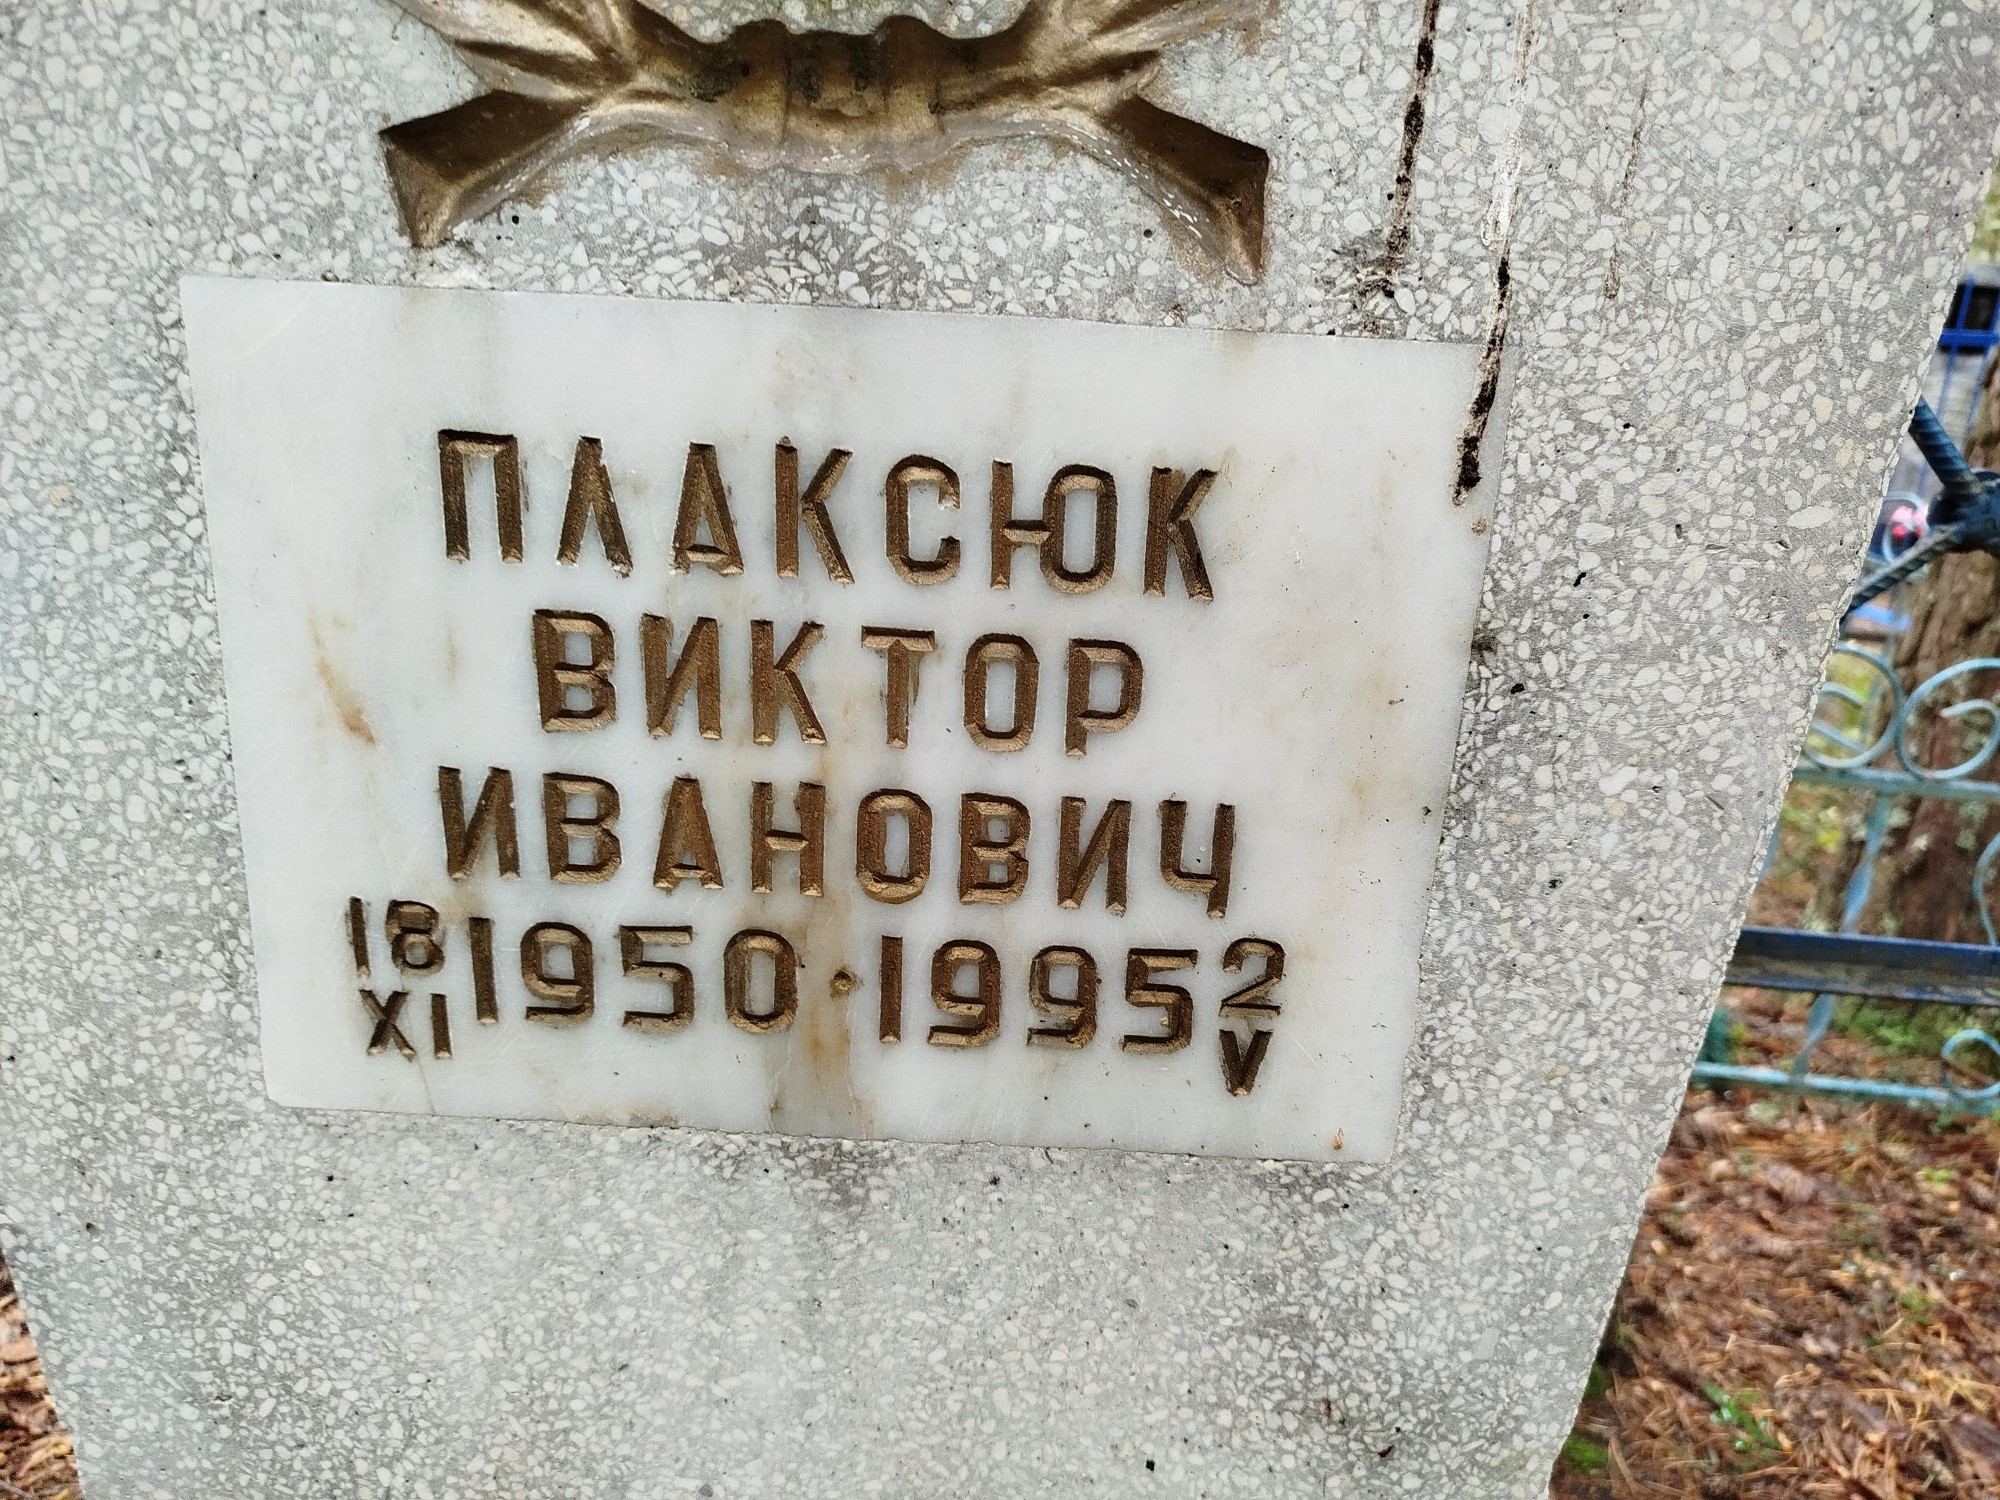 ПЛАКСЮК
ВИКТОР
ИВАНОВИЧ
18 XI 1950 · 1995 2 V